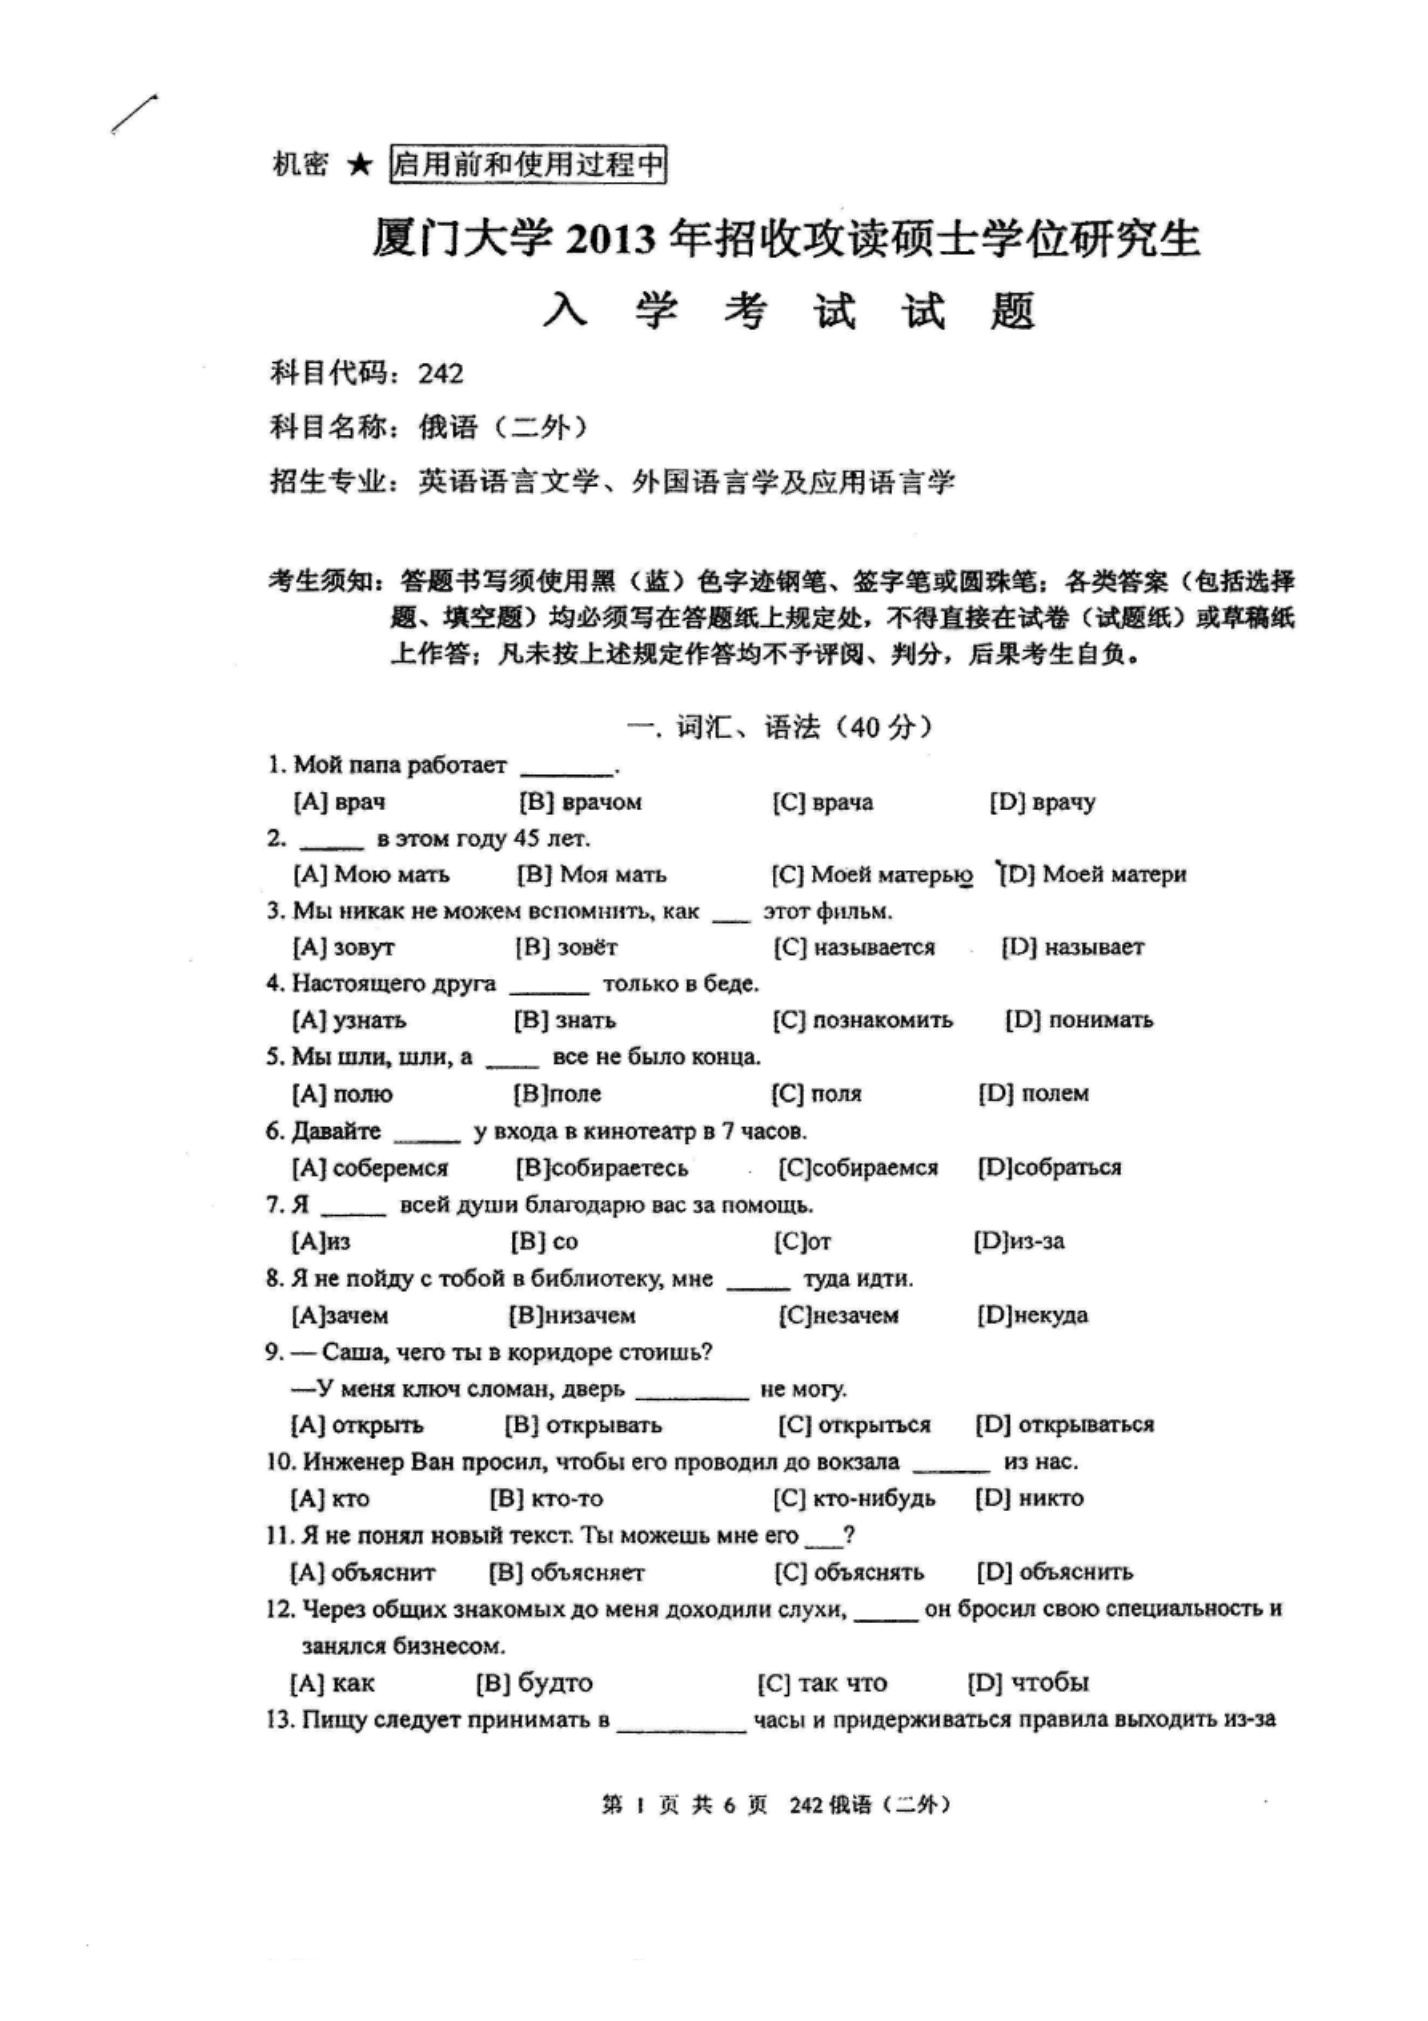 机密 ★ 启用前和使用过程中
厦门大学 2013 年招收攻读硕士学位研究生
入 学 考 试 试 题
科目代码：242
科目名称：俄语（二外）
招生专业：英语语言文学、外国语言学及应用语言学
考生须知：答题书写须使用黑（蓝）色字迹钢笔、签字笔或圆珠笔；各类答案（包括选择
题、填空题）均必须写在答题纸上规定处，不得直接在试卷（试题纸）或草稿纸
上作答；凡未按上述规定作答均不予评阅、判分，后果考生自负。
一. 词汇、语法（40 分）
1. Мой папа работает _______.
[A] врач [B] врачом [C] врача [D] врачу
2. _____ в этом году 45 лет.
[A] Мою мать [B] Моя мать [C] Моей матерью [D] Моей матери
3. Мы никак не можем вспомнить, как ___ этот фильм.
[A] зовут [B] зовёт [C] называется [D] называет
4. Настоящего друга ______ только в беде.
[A] узнать [B] знать [C] познакомить [D] понимать
5. Мы шли, шли, а ____ все не было конца.
[A] полю [B]поле [C] поля [D] полем
6. Давайте _____ у входа в кинотеатр в 7 часов.
[A] соберемся [B]собираетесь [C]собираемся [D]собраться
7. Я _____ всей души благодарю вас за помощь.
[A]из [B] со [C]от [D]из-за
8. Я не пойду с тобой в библиотеку, мне _____ туда идти.
[A]зачем [B]низачем [C]незачем [D]некуда
9. — Саша, чего ты в коридоре стоишь?
—У меня ключ сломан, дверь _________ не могу.
[A] открыть [B] открывать [C] открыться [D] открываться
10. Инженер Ван просил, чтобы его проводил до вокзала ______ из нас.
[A] кто [B] кто-то [C] кто-нибудь [D] никто
11. Я не понял новый текст. Ты можешь мне его ___?
[A] объяснит [B] объясняет [C] объяснять [D] объяснить
12. Через общих знакомых до меня доходили слухи, _____ он бросил свою специальность и
занялся бизнесом.
[A] как [B] будто [C] так что [D] чтобы
13. Пищу следует принимать в __________ часы и придерживаться правила выходить из-за
第 1 页 共 6 页 242 俄语（二外）